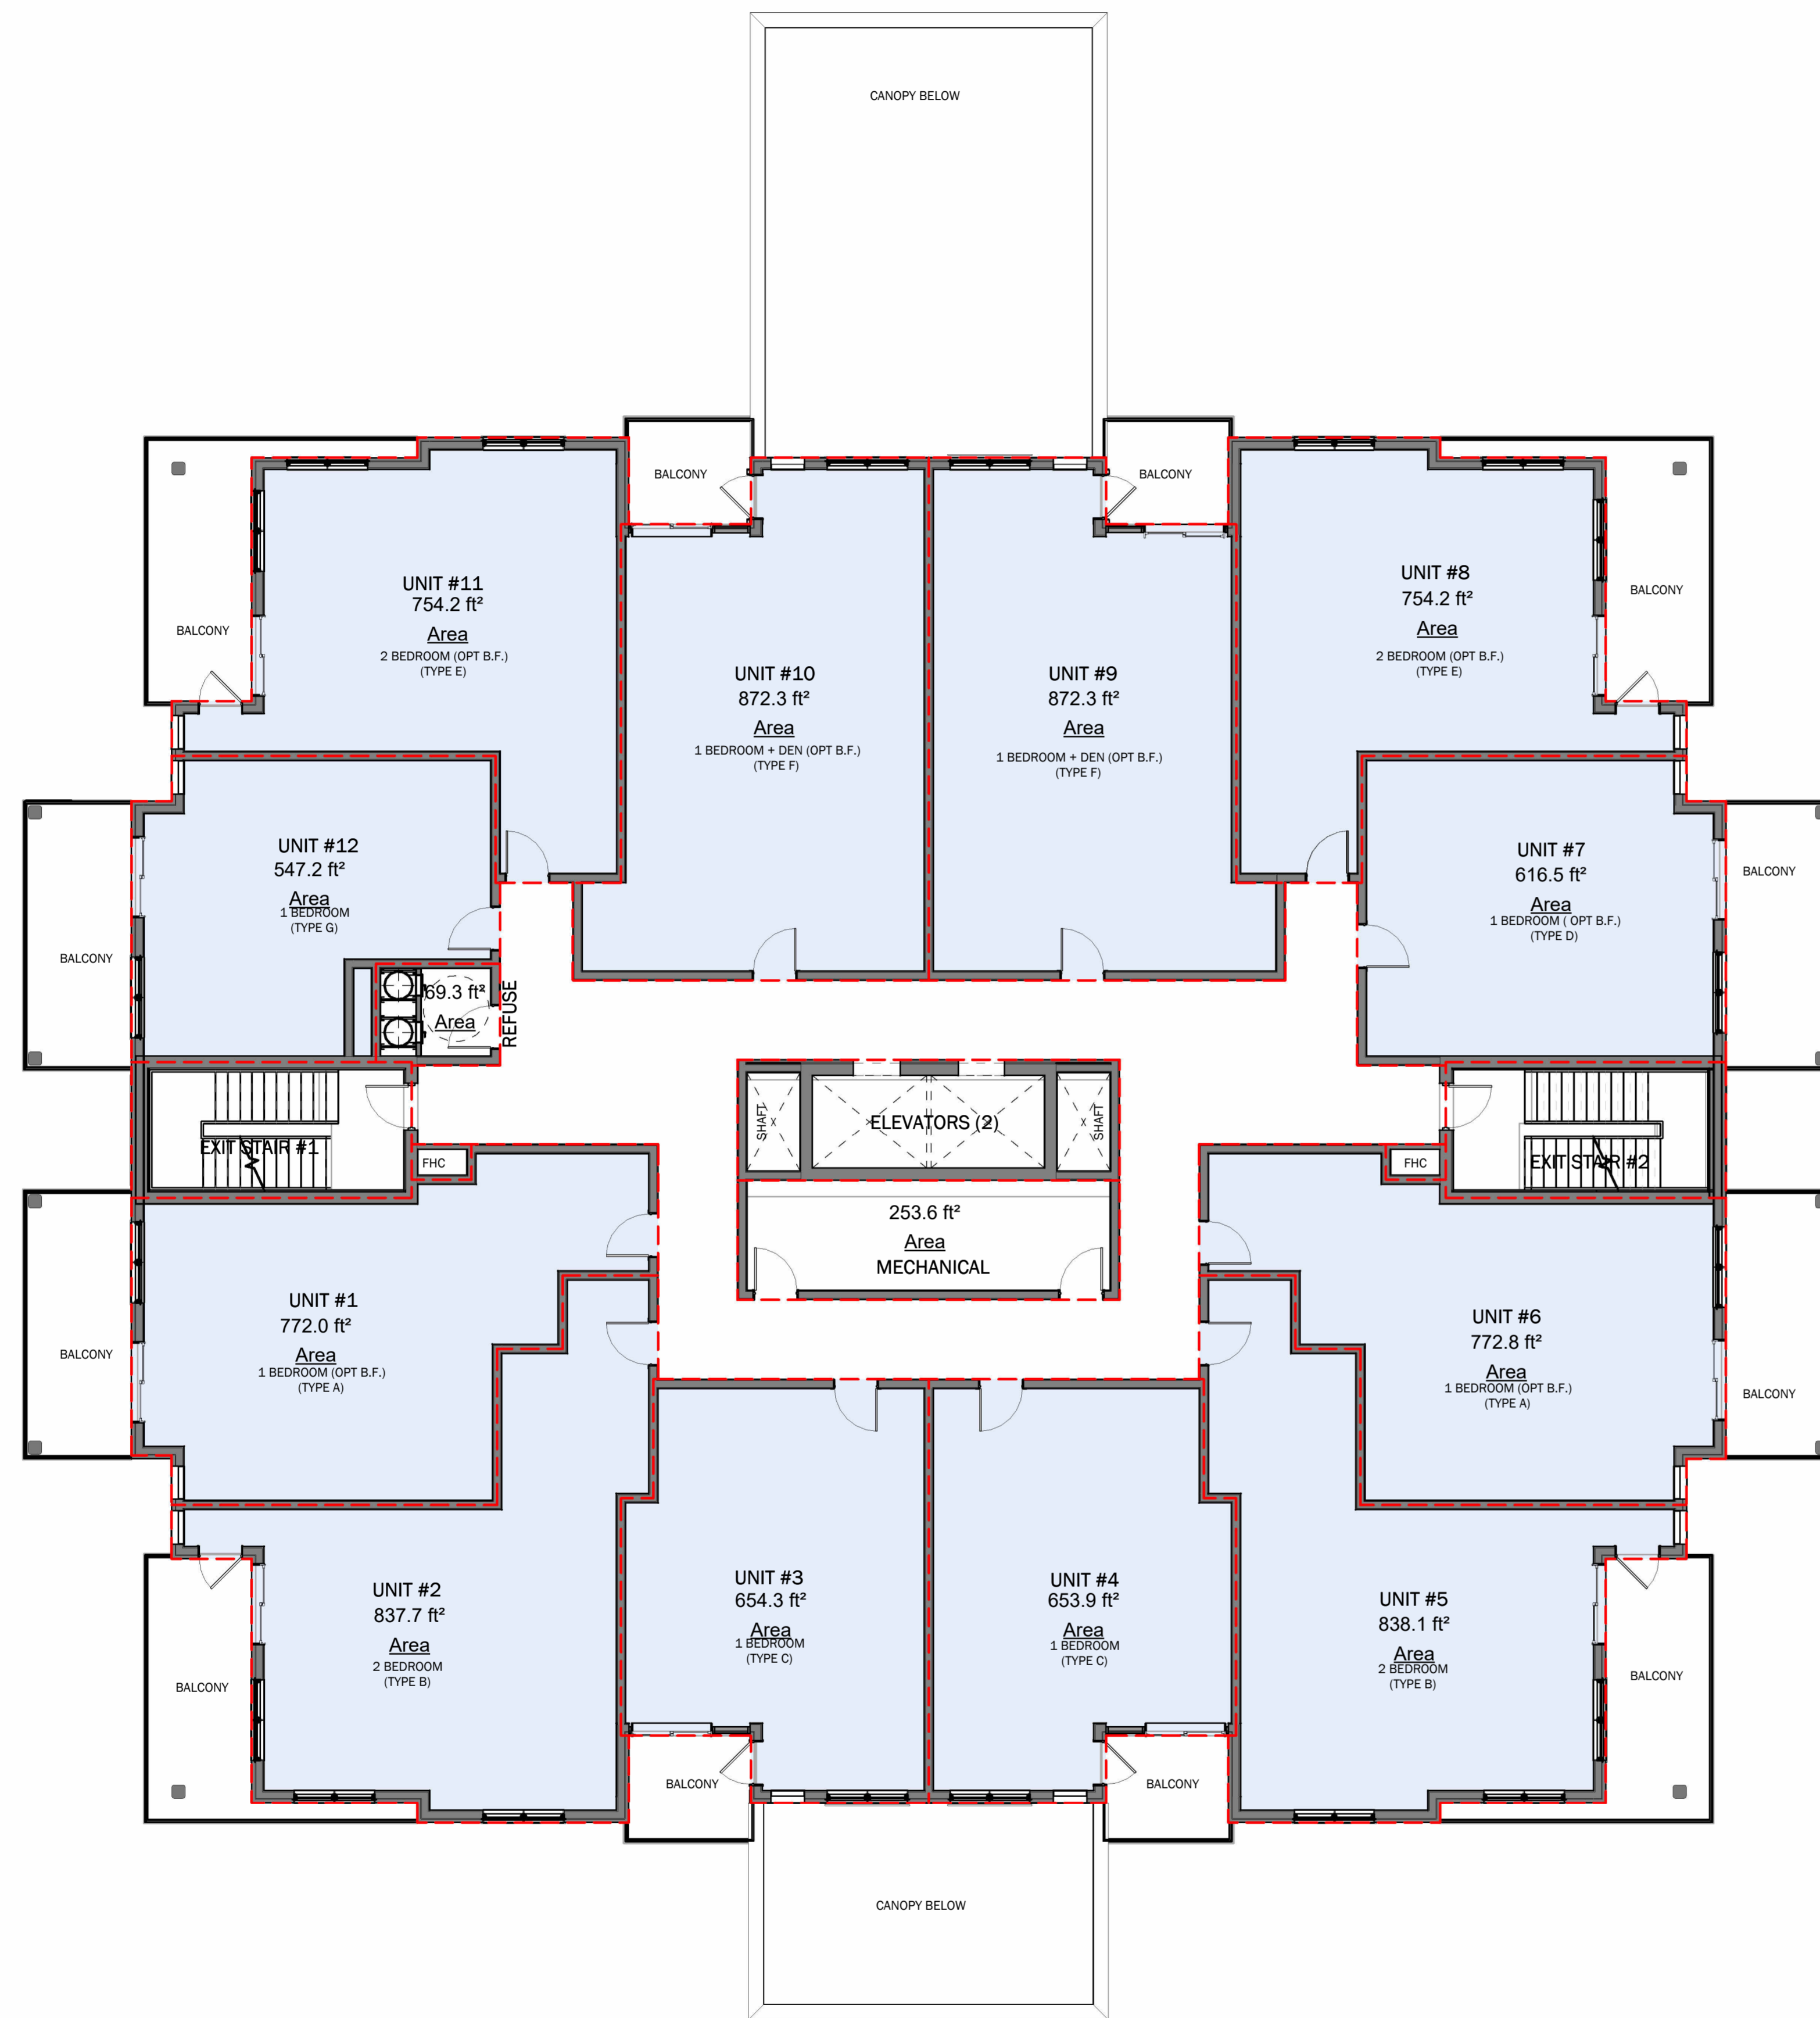 CANOPY BELOW
BALCONY
BALCONY
UNIT #11
754.2 ft²
Area
2 BEDROOM (OPT B.F.)
(TYPE E)
BALCONY
UNIT #10
872.3 ft²
Area
1 BEDROOM + DEN (OPT B.F.)
(TYPE F)
UNIT #9
872.3 ft²
Area
1 BEDROOM + DEN (OPT B.F.)
(TYPE F)
UNIT #8
754.2 ft²
Area
2 BEDROOM (OPT B.F.)
(TYPE E)
BALCONY
UNIT #12
547.2 ft²
Area
1 BEDROOM
(TYPE G)
BALCONY
69.3 ft²
Area
REFUSE
UNIT #7
616.5 ft²
Area
1 BEDROOM ( OPT B.F.)
(TYPE D)
BALCONY
EXIT STAIR #1
FHC
SHAFT
ELEVATORS (2)
SHAFT
FHC
EXIT STAIR #2
253.6 ft²
Area
MECHANICAL
BALCONY
UNIT #1
772.0 ft²
Area
1 BEDROOM (OPT B.F.)
(TYPE A)
UNIT #6
772.8 ft²
Area
1 BEDROOM (OPT B.F.)
(TYPE A)
BALCONY
UNIT #2
837.7 ft²
Area
2 BEDROOM
(TYPE B)
BALCONY
UNIT #3
654.3 ft²
Area
1 BEDROOM
(TYPE C)
UNIT #4
653.9 ft²
Area
1 BEDROOM
(TYPE C)
UNIT #5
838.1 ft²
Area
2 BEDROOM
(TYPE B)
BALCONY
BALCONY
BALCONY
CANOPY BELOW